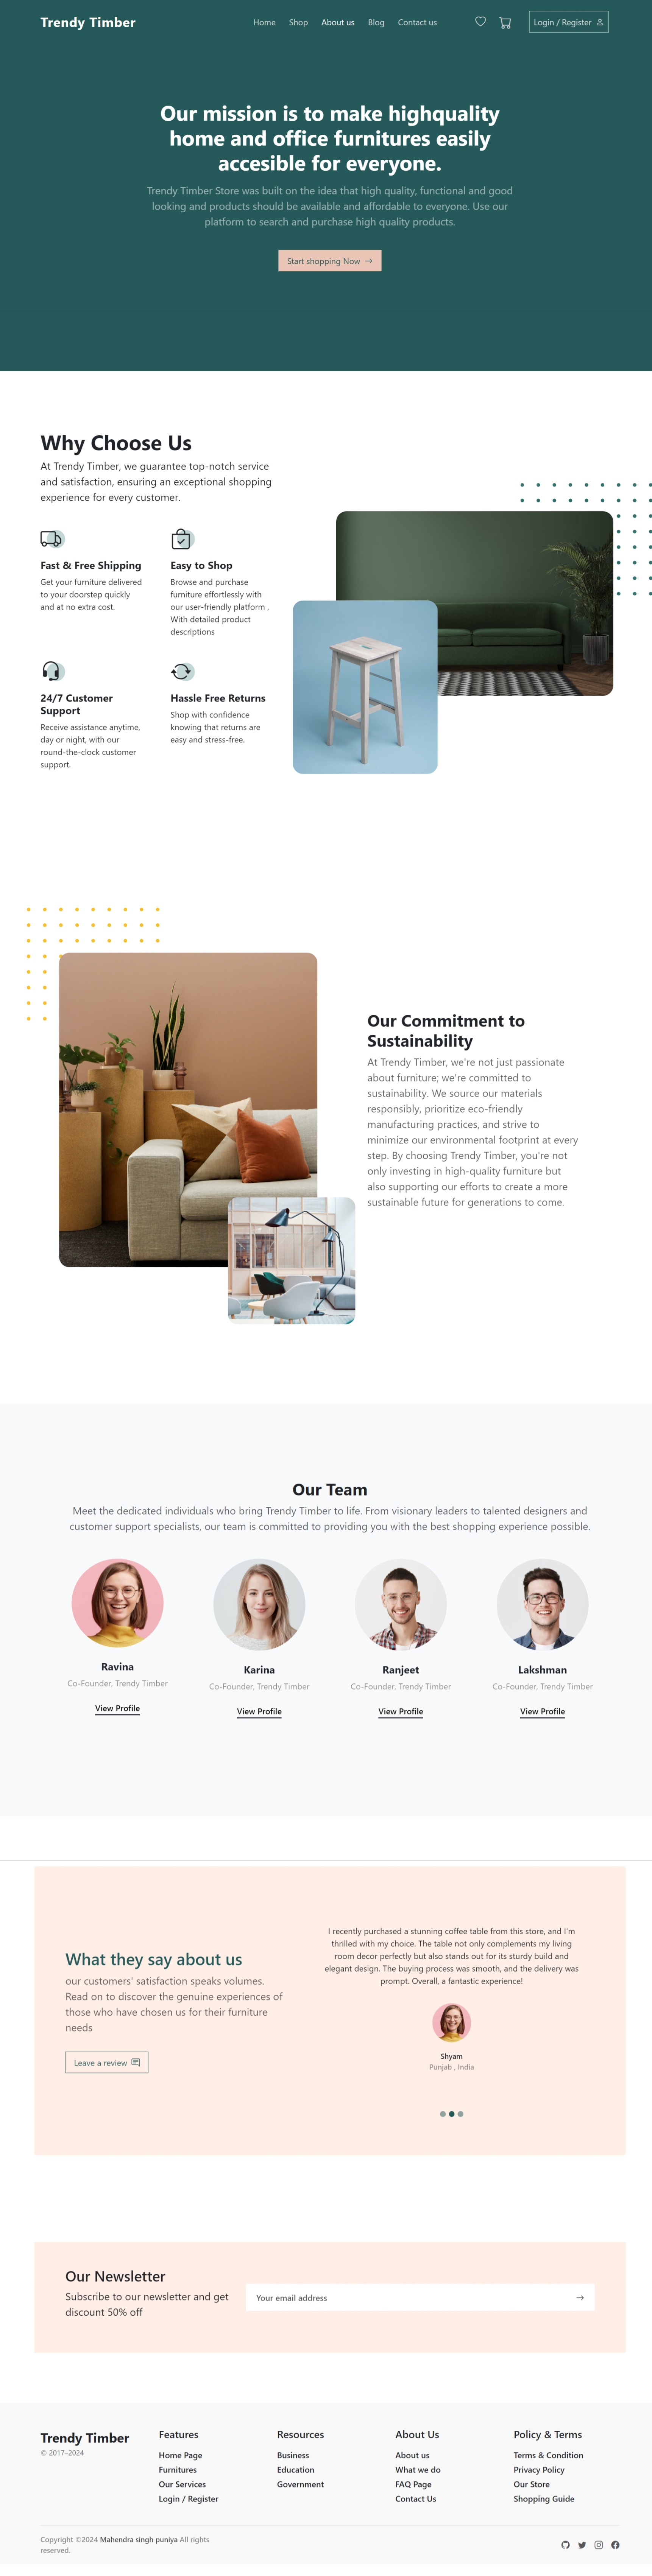 Trendy Timber
Home Shop About us Blog Contact us
Login / Register
Our mission is to make highquality
home and office furnitures easily
accesible for everyone.
Trendy Timber Store was built on the idea that high quality, functional and good
looking and products should be available and affordable to everyone. Use our
platform to search and purchase high quality products.
Start shopping Now
Why Choose Us
At Trendy Timber, we guarantee top-notch service
and satisfaction, ensuring an exceptional shopping
experience for every customer.
Fast & Free Shipping
Get your furniture delivered
to your doorstep quickly
and at no extra cost.
Easy to Shop
Browse and purchase
furniture effortlessly with
our user-friendly platform ,
With detailed product
descriptions
24/7 Customer
Support
Receive assistance anytime,
day or night, with our
round-the-clock customer
support.
Hassle Free Returns
Shop with confidence
knowing that returns are
easy and stress-free.
Our Commitment to
Sustainability
At Trendy Timber, we're not just passionate
about furniture; we're committed to
sustainability. We source our materials
responsibly, prioritize eco-friendly
manufacturing practices, and strive to
minimize our environmental footprint at every
step. By choosing Trendy Timber, you're not
only investing in high-quality furniture but
also supporting our efforts to create a more
sustainable future for generations to come.
Our Team
Meet the dedicated individuals who bring Trendy Timber to life. From visionary leaders to talented designers and
customer support specialists, our team is committed to providing you with the best shopping experience possible.
Ravina
Co-Founder, Trendy Timber
View Profile
Karina
Co-Founder, Trendy Timber
View Profile
Ranjeet
Co-Founder, Trendy Timber
View Profile
Lakshman
Co-Founder, Trendy Timber
View Profile
What they say about us
our customers' satisfaction speaks volumes.
Read on to discover the genuine experiences of
those who have chosen us for their furniture
needs
Leave a review
I recently purchased a stunning coffee table from this store, and I'm
thrilled with my choice. The table not only complements my living
room decor perfectly but also stands out for its sturdy build and
elegant design. The buying process was smooth, and the delivery was
prompt. Overall, a fantastic experience!
Shyam
Punjab , India
Our Newsletter
Subscribe to our newsletter and get
discount 50% off
Your email address
Trendy Timber
© 2017–2024
Features
Home Page
Furnitures
Our Services
Login / Register
Resources
Business
Education
Government
About Us
About us
What we do
FAQ Page
Contact Us
Policy & Terms
Terms & Condition
Privacy Policy
Our Store
Shopping Guide
Copyright ©2024 Mahendra singh puniya All rights
reserved.